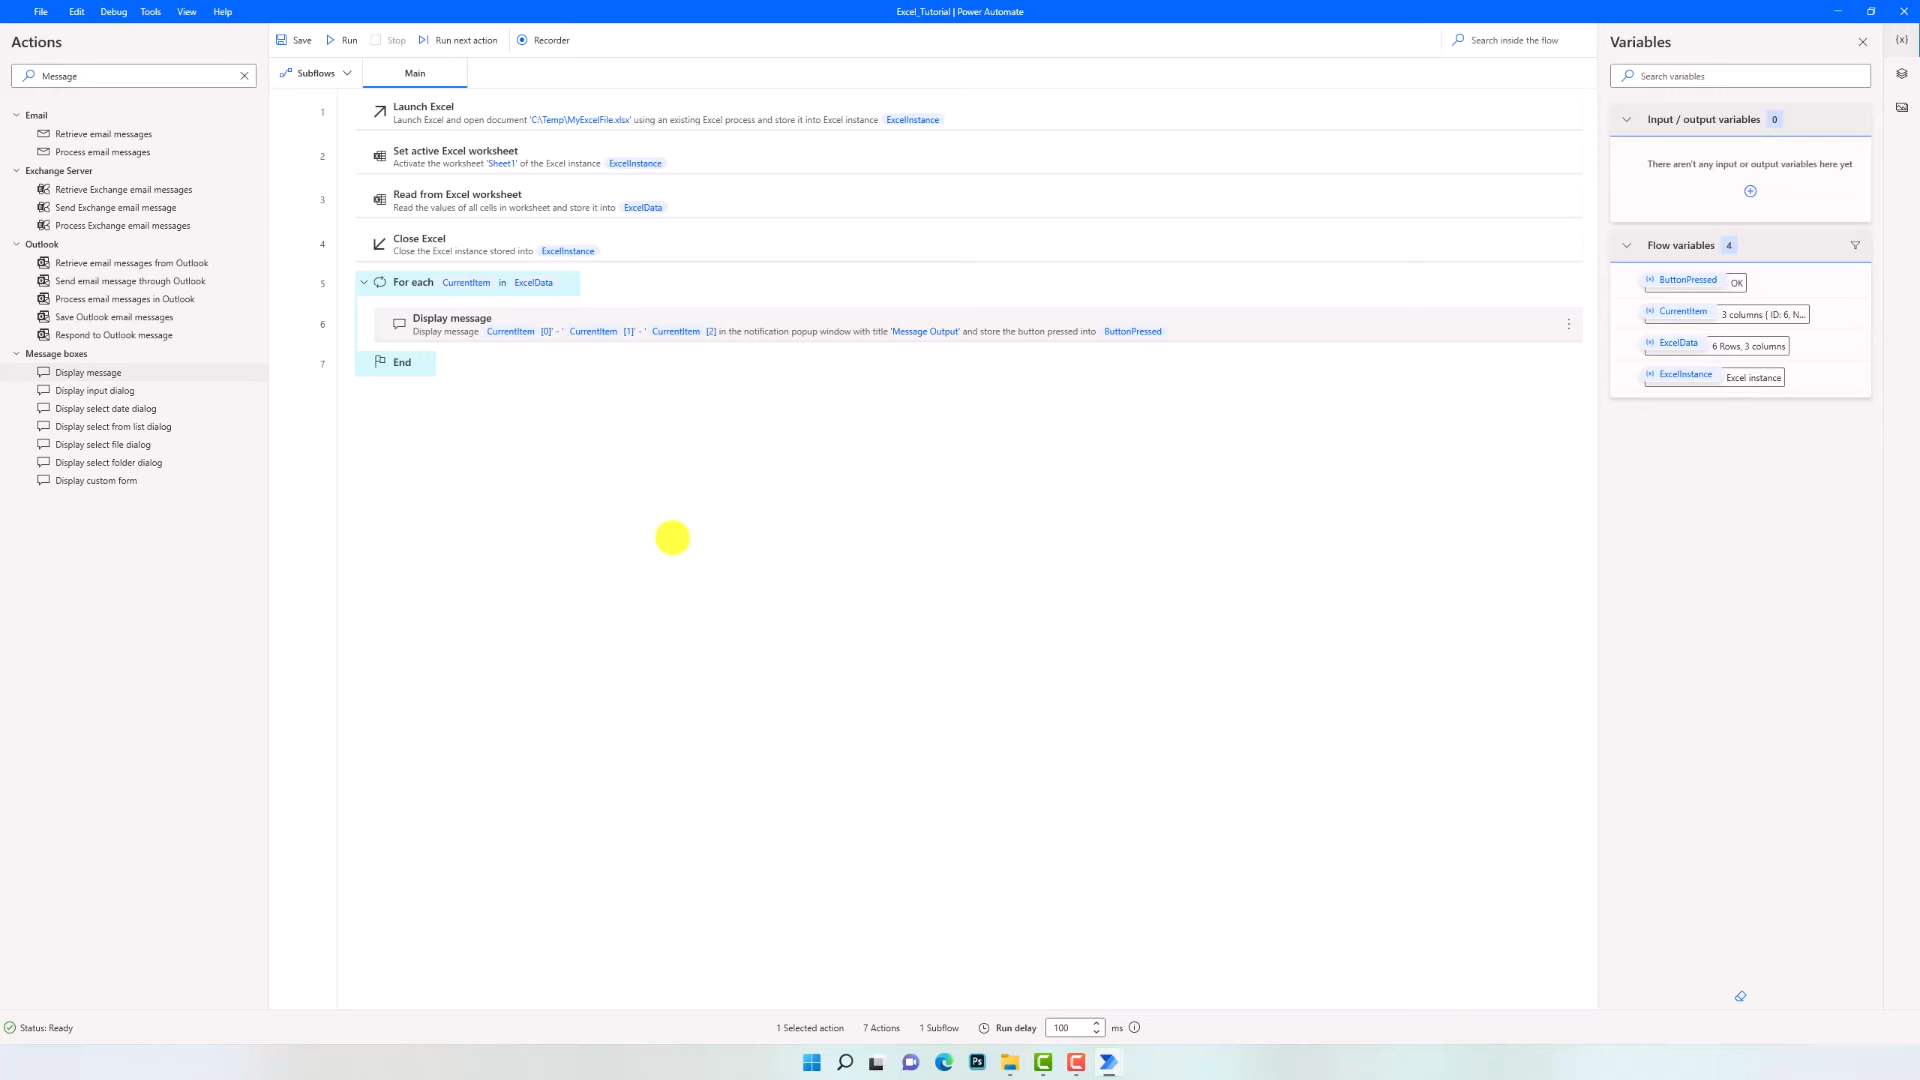 File Edit Debug Tools View Help
Excel_Tutorial | Power Automate
Actions
Message
Email
Retrieve email messages
Process email messages
Exchange Server
Retrieve Exchange email messages
Send Exchange email message
Process Exchange email messages
Outlook
Retrieve email messages from Outlook
Send email message through Outlook
Process email messages in Outlook
Save Outlook email messages
Respond to Outlook message
Message boxes
Display message
Display input dialog
Display select date dialog
Display select from list dialog
Display select file dialog
Display select folder dialog
Display custom form
Save Run Stop Run next action Recorder
Search inside the flow
Subflows Main
1 Launch Excel
Launch Excel and open document 'C:\Temp\MyExcelFile.xlsx' using an existing Excel process and store it into Excel instance ExcelInstance
2 Set active Excel worksheet
Activate the worksheet 'Sheet1' of the Excel instance ExcelInstance
3 Read from Excel worksheet
Read the values of all cells in worksheet and store it into ExcelData
4 Close Excel
Close the Excel instance stored into ExcelInstance
5 For each CurrentItem in ExcelData
6 Display message
Display message CurrentItem [0]' - ' CurrentItem [1]' - ' CurrentItem [2] in the notification popup window with title 'Message Output' and store the button pressed into ButtonPressed
7 End
Variables
Search variables
{x}
Input / output variables 0
There aren't any input or output variables here yet
Flow variables 4
(x) ButtonPressed OK
(x) CurrentItem 3 columns { ID: 6, N...
(x) ExcelData 6 Rows, 3 columns
(x) ExcelInstance Excel instance
Status: Ready
1 Selected action 7 Actions 1 Subflow Run delay 100 ms
Ps